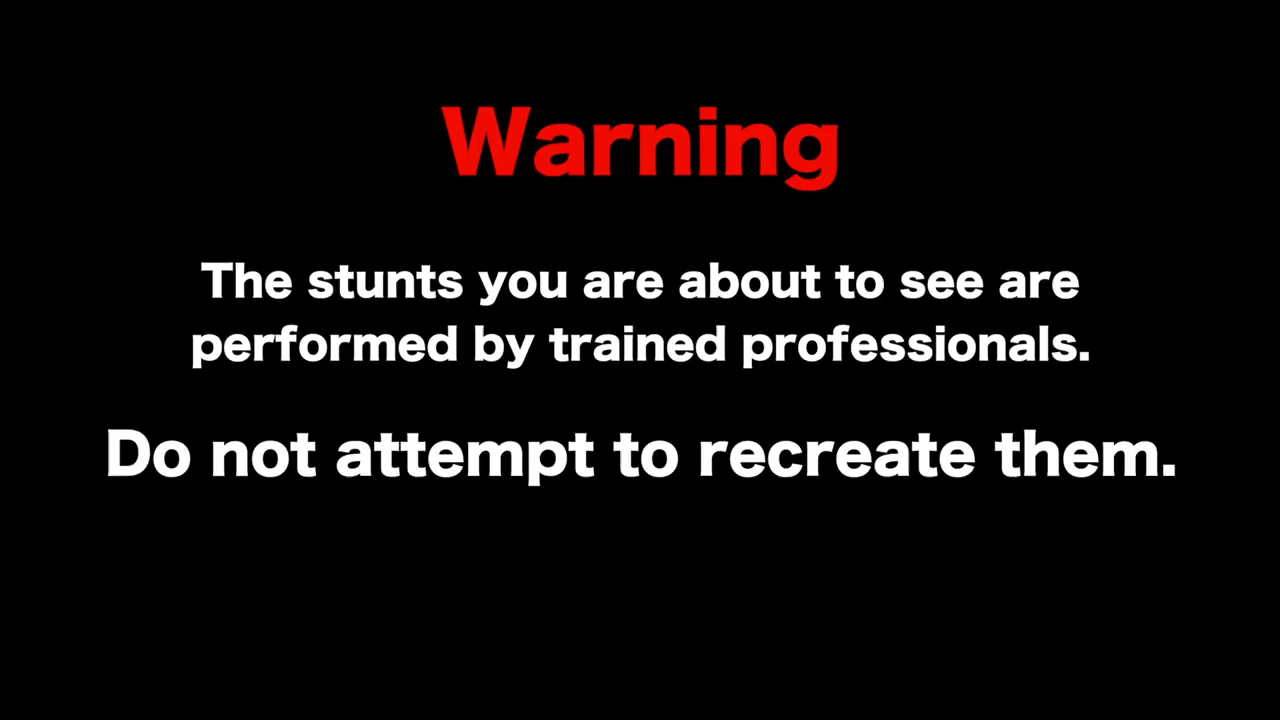 Warning
The stunts you are about to see are
performed by trained professionals.
Do not attempt to recreate them.